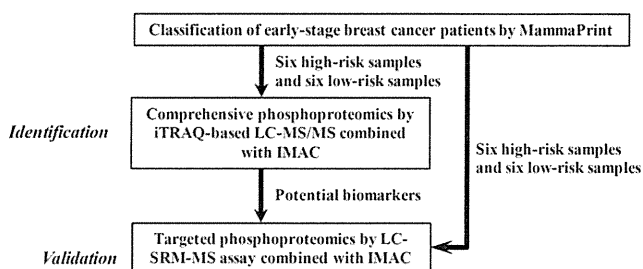 Classification of early-stage breast cancer patients by MammaPrint
Six high-risk samples
and six low-risk samples
Identification
Comprehensive phosphoproteomics by
iTRAQ-based LC-MS/MS combined
with IMAC
Six high-risk samples
and six low-risk samples
Potential biomarkers
Validation
Targeted phosphoproteomics by LC-
SRM-MS assay combined with IMAC